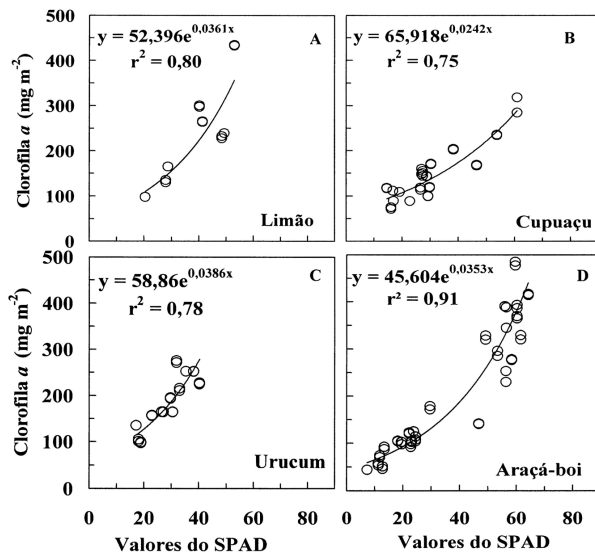 500
400
300
200
100
0
Clorofila a (mg m⁻²)
y = 52,396e^0,0361x
r² = 0,80
A
Limão
y = 65,918e^0,0242x
r² = 0,75
B
Cupuaçu
500
400
300
200
100
0
Clorofila a (mg m⁻²)
y = 58,86e^0,0386x
r² = 0,78
C
Urucum
y = 45,604e^0,0353x
r² = 0,91
D
Araçá-boi
0 20 40 60 80
0 20 40 60 80
Valores do SPAD
Valores do SPAD